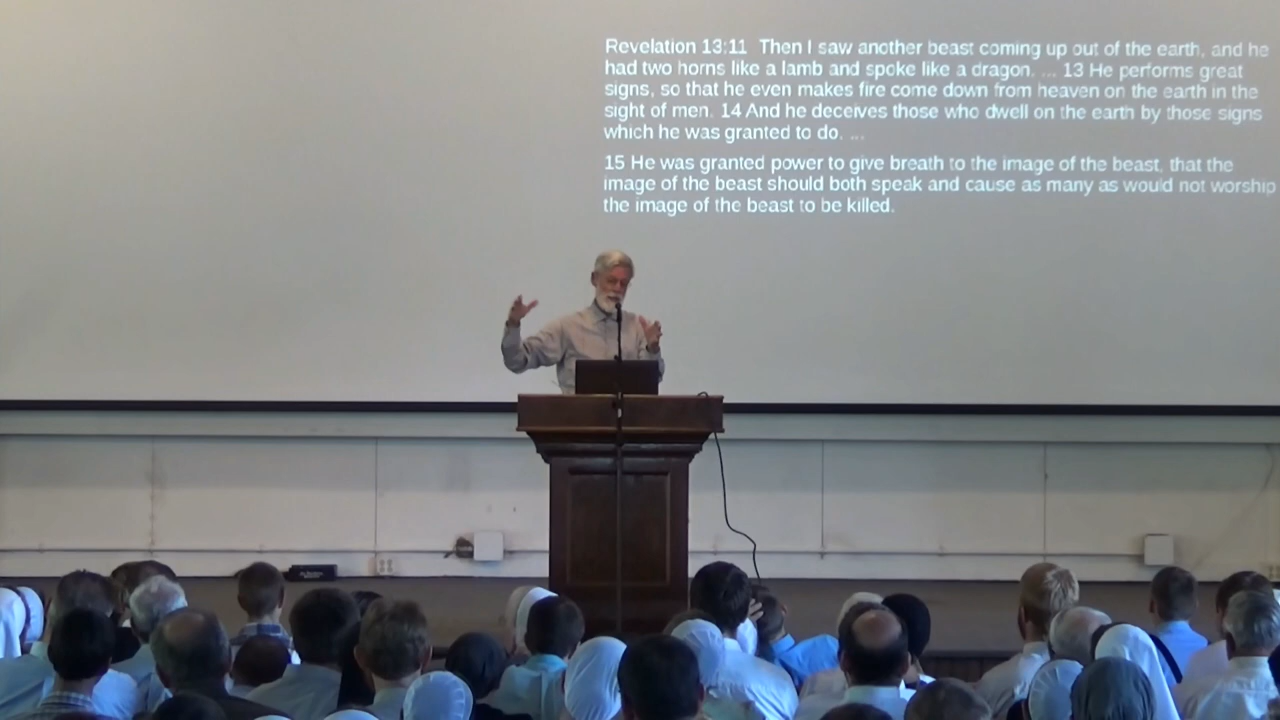 Revelation 13:11  Then I saw another beast coming up out of the earth, and he
had two horns like a lamb and spoke like a dragon. ... 13 He performs great
signs, so that he even makes fire come down from heaven on the earth in the
sight of men. 14 And he deceives those who dwell on the earth by those signs
which he was granted to do. ...
15 He was granted power to give breath to the image of the beast, that the
image of the beast should both speak and cause as many as would not worship
the image of the beast to be killed.